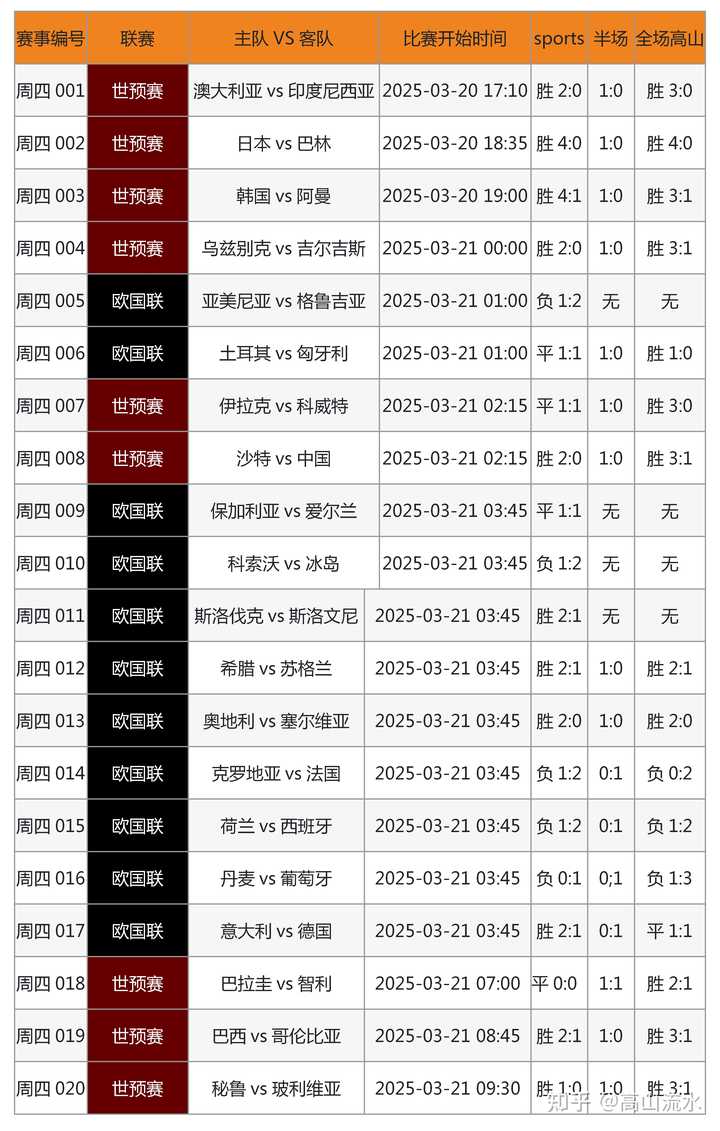 赛事编号 联赛 主队 VS 客队 比赛开始时间 sports 半场 全场高山
周四 001 世预赛 澳大利亚 vs 印度尼西亚 2025-03-20 17:10 胜 2:0 1:0 胜 3:0
周四 002 世预赛 日本 vs 巴林 2025-03-20 18:35 胜 4:0 1:0 胜 4:0
周四 003 世预赛 韩国 vs 阿曼 2025-03-20 19:00 胜 4:1 1:0 胜 3:1
周四 004 世预赛 乌兹别克 vs 吉尔吉斯 2025-03-21 00:00 胜 2:0 1:0 胜 3:1
周四 005 欧国联 亚美尼亚 vs 格鲁吉亚 2025-03-21 01:00 负 1:2 无 无
周四 006 欧国联 土耳其 vs 匈牙利 2025-03-21 01:00 平 1:1 1:0 胜 1:0
周四 007 世预赛 伊拉克 vs 科威特 2025-03-21 02:15 平 1:1 1:0 胜 3:0
周四 008 世预赛 沙特 vs 中国 2025-03-21 02:15 胜 2:0 1:0 胜 3:1
周四 009 欧国联 保加利亚 vs 爱尔兰 2025-03-21 03:45 平 1:1 无 无
周四 010 欧国联 科索沃 vs 冰岛 2025-03-21 03:45 负 1:2 无 无
周四 011 欧国联 斯洛伐克 vs 斯洛文尼 2025-03-21 03:45 胜 2:1 无 无
周四 012 欧国联 希腊 vs 苏格兰 2025-03-21 03:45 胜 2:1 1:0 胜 2:1
周四 013 欧国联 奥地利 vs 塞尔维亚 2025-03-21 03:45 胜 2:0 1:0 胜 2:0
周四 014 欧国联 克罗地亚 vs 法国 2025-03-21 03:45 负 1:2 0:1 负 0:2
周四 015 欧国联 荷兰 vs 西班牙 2025-03-21 03:45 负 1:2 0:1 负 1:2
周四 016 欧国联 丹麦 vs 葡萄牙 2025-03-21 03:45 负 0:1 0;1 负 1:3
周四 017 欧国联 意大利 vs 德国 2025-03-21 03:45 胜 2:1 0:1 平 1:1
周四 018 世预赛 巴拉圭 vs 智利 2025-03-21 07:00 平 0:0 1:1 胜 2:1
周四 019 世预赛 巴西 vs 哥伦比亚 2025-03-21 08:45 胜 2:1 1:0 胜 3:1
周四 020 世预赛 秘鲁 vs 玻利维亚 2025-03-21 09:30 胜 1:0 1:0 胜 3:1
知乎 @高山流水